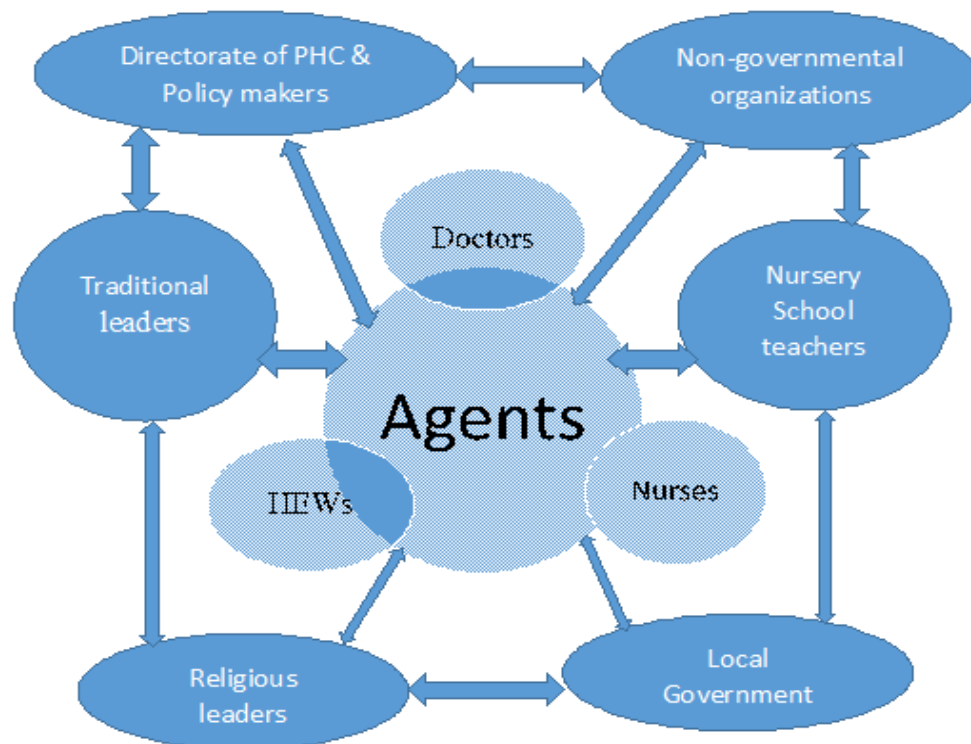 Directorate of PHC &
Policy makers
Non-governmental
organizations
Doctors
Traditional
leaders
Nursery
School
teachers
Agents
HEWs
Nurses
Religious
leaders
Local
Government